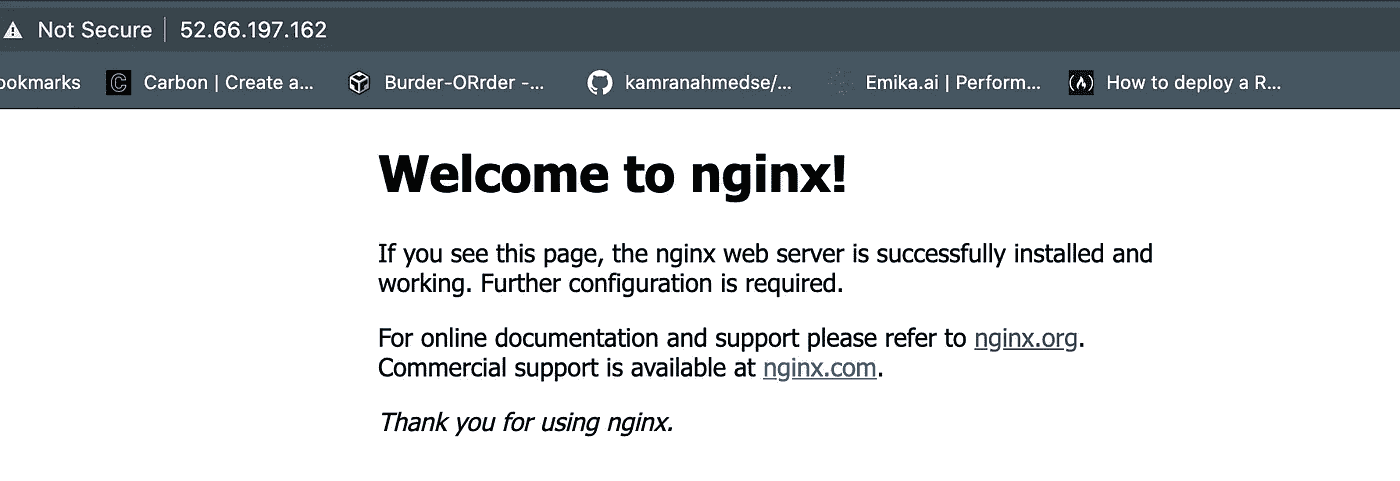 Not Secure 52.66.197.162
ookmarks Carbon | Create a... Burder-ORrder -... kamranahmedse/... Emika.ai | Perform... How to deploy a R...
Welcome to nginx!
If you see this page, the nginx web server is successfully installed and
working. Further configuration is required.
For online documentation and support please refer to nginx.org.
Commercial support is available at nginx.com.
Thank you for using nginx.